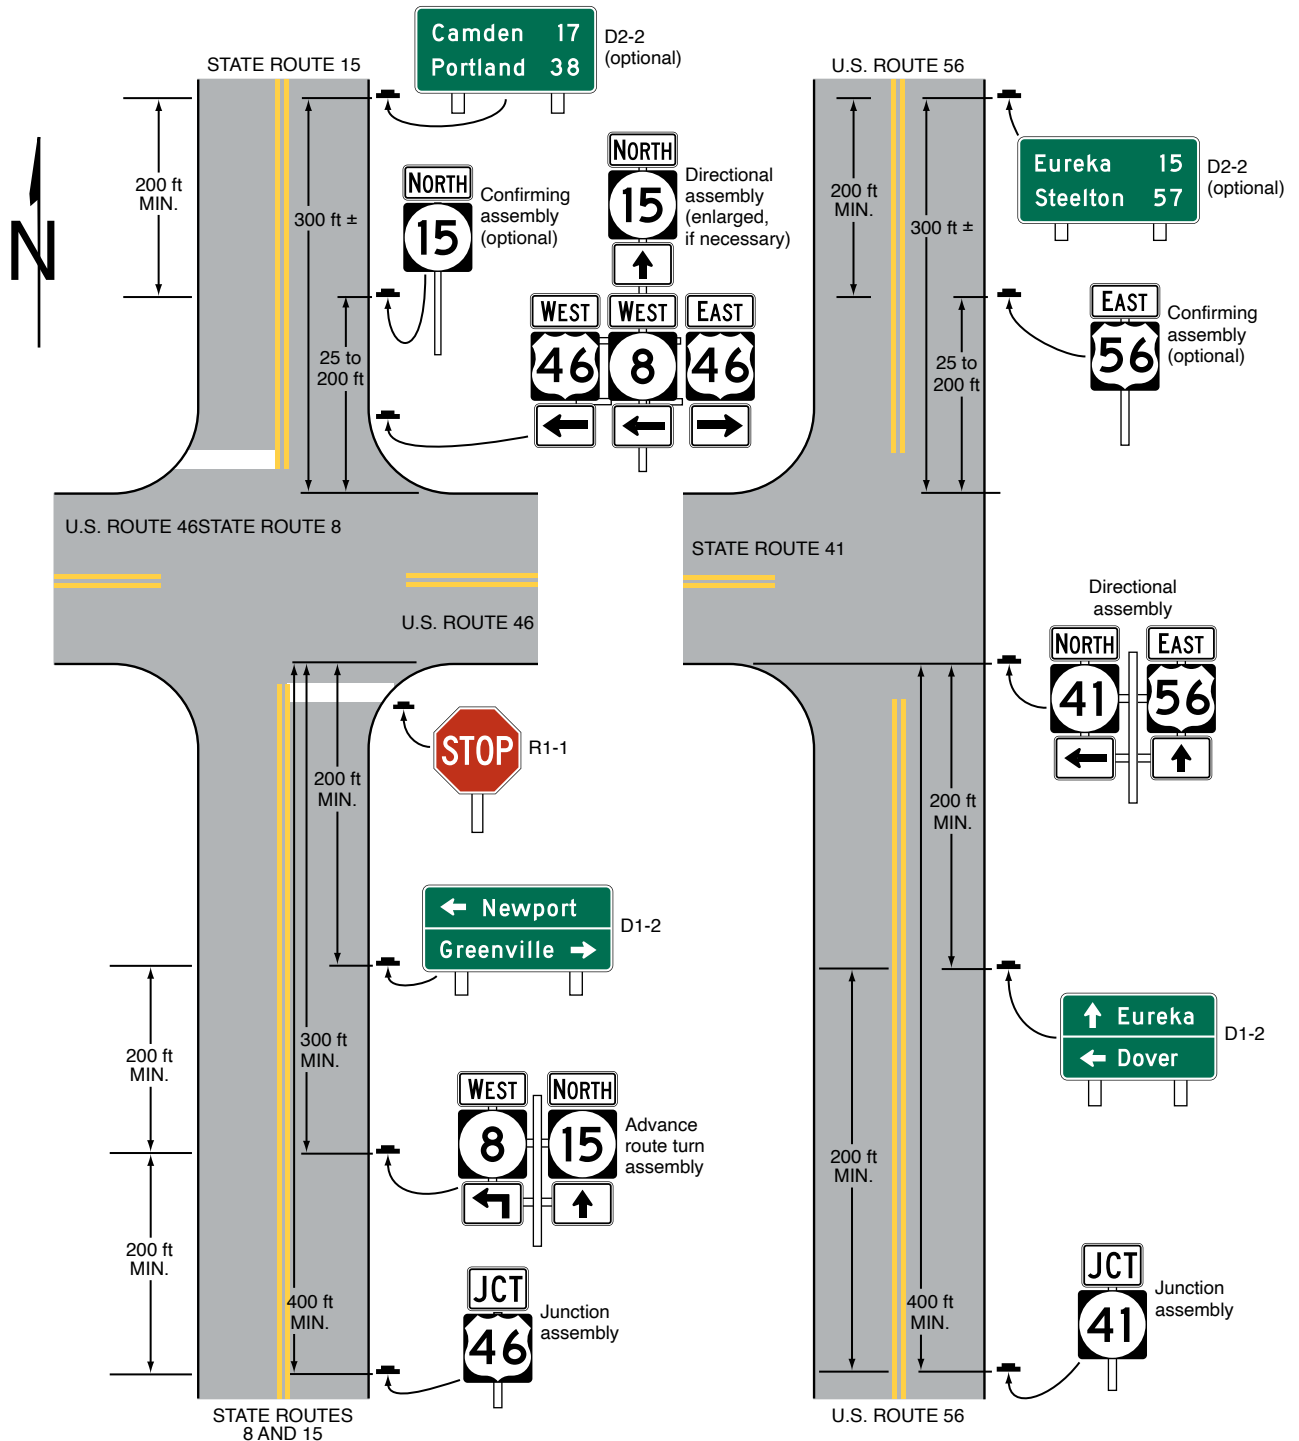 STATE ROUTE 15
Camden 17
Portland 38
D2-2
(optional)
200 ft
MIN.
300 ft ±
N
NORTH
15
Confirming
assembly
(optional)
NORTH
15
Directional
assembly
(enlarged,
if necessary)
WEST WEST EAST
46 8 46
25 to
200 ft
U.S. ROUTE 46STATE ROUTE 8
U.S. ROUTE 46
STOP
R1-1
200 ft
MIN.
Newport
Greenville
D1-2
300 ft
MIN.
200 ft
MIN.
WEST NORTH
8 15
Advance
route turn
assembly
200 ft
MIN.
400 ft
MIN.
JCT
46
Junction
assembly
STATE ROUTES
8 AND 15
U.S. ROUTE 56
200 ft
MIN.
300 ft ±
Eureka 15
Steelton 57
D2-2
(optional)
EAST
56
Confirming
assembly
(optional)
25 to
200 ft
STATE ROUTE 41
Directional
assembly
NORTH EAST
41 56
200 ft
MIN.
Eureka
Dover
D1-2
200 ft
MIN.
400 ft
MIN.
JCT
41
Junction
assembly
U.S. ROUTE 56